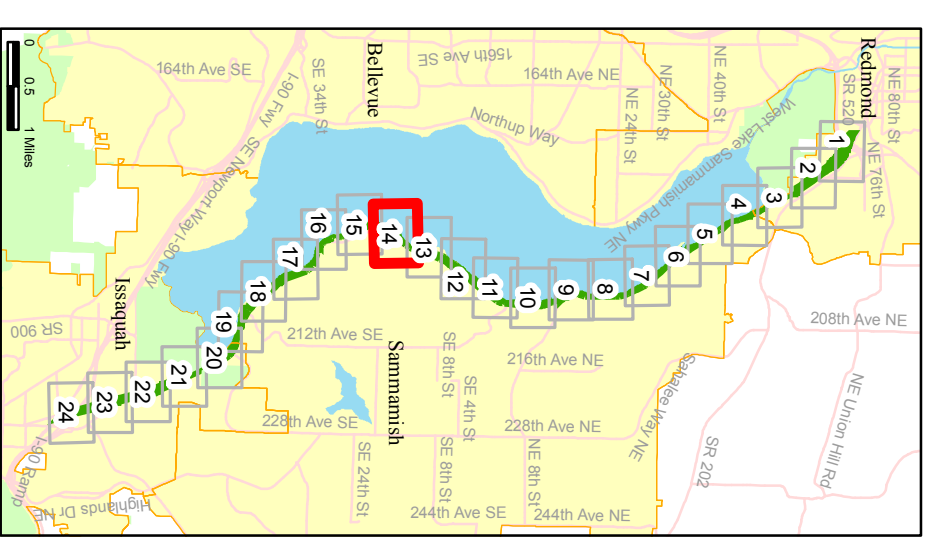 Redmond
NE 80th St
SR 520
NE 76th St
West Lake Sammamish Pkwy NE
NE 40th St
NE 30th St
NE 24th St
164th Ave NE
156th Ave SE
Northup Way
Bellevue
SE 34th St
I-90 Fwy
164th Ave SE
SE Newport Way
I-90 Fwy
0
0.5
1 Miles
1
2
3
4
5
6
7
8
9
10
11
12
13
14
15
16
17
18
19
20
21
22
23
24
208th Ave NE
NE Union Hill Rd
SR 202
Sahalee Way NE
216th Ave NE
228th Ave NE
NE 8th St
244th Ave NE
SE 4th St
SE 8th St
SE 8th St
244th Ave SE
Sammamish
212th Ave SE
228th Ave SE
SE 24th St
Issaquah
SR 900
Highlands Dr NE
I-90 Ramp